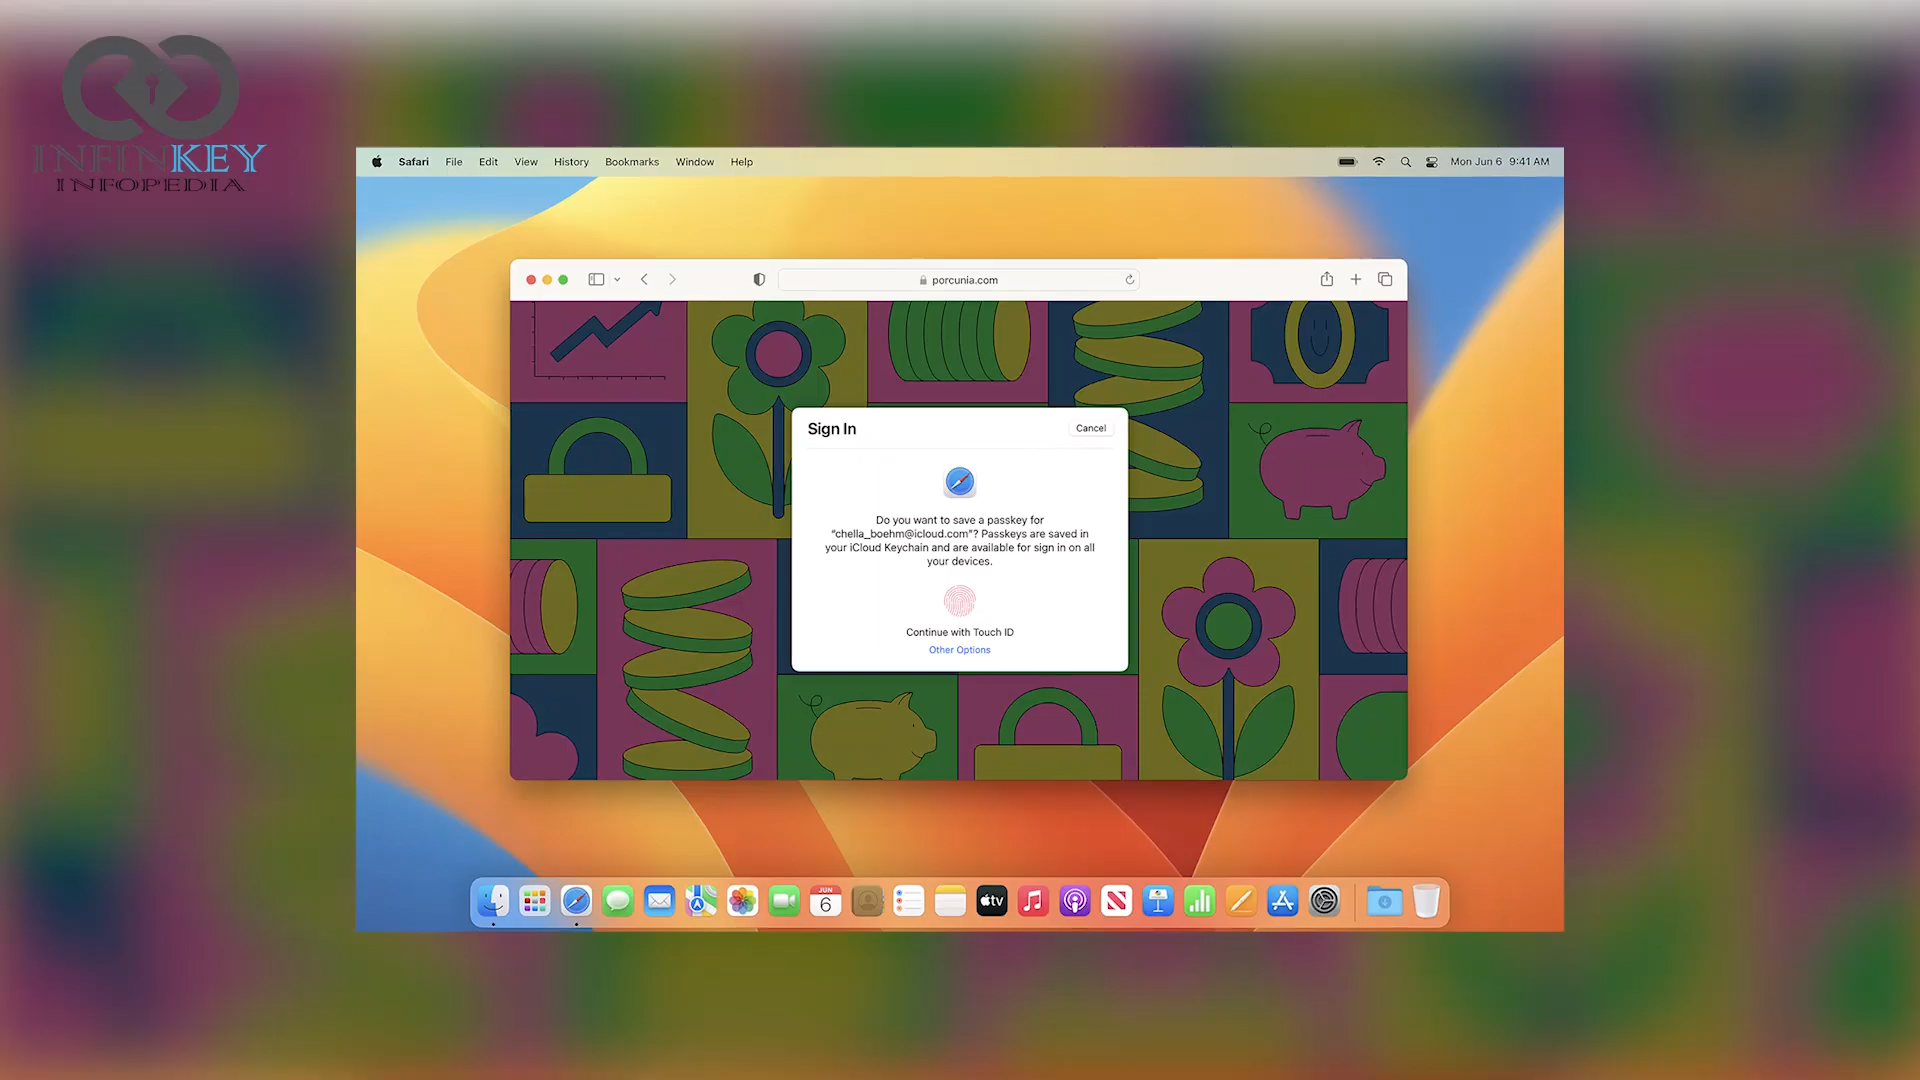 INFINKEY
INFOPEDIA
Safari File Edit View History Bookmarks Window Help Mon Jun 6 9:41 AM
porcunia.com
Sign In Cancel
Do you want to save a passkey for
“chella_boehm@icloud.com”? Passkeys are saved in
your iCloud Keychain and are available for sign in on all
your devices.
Continue with Touch ID
Other Options
JUN
6
tv